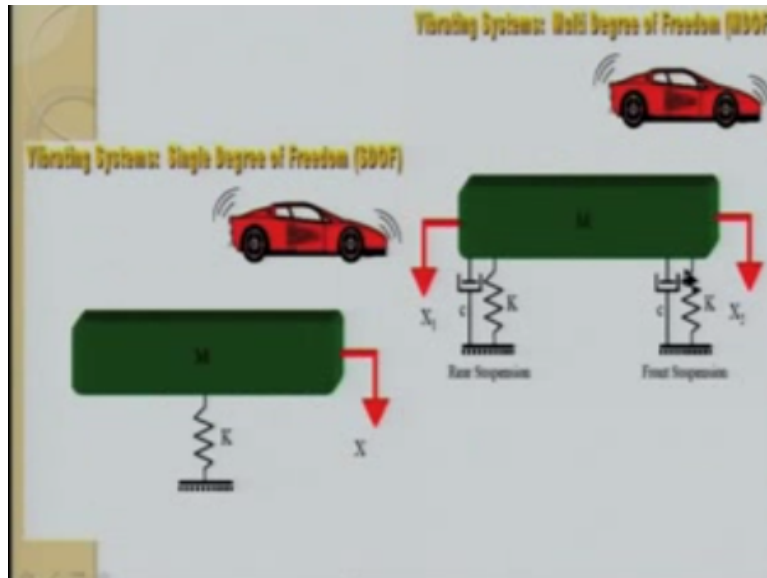 Vibrating Systems: Multi Degree of Freedom (MDOF
Vibrating Systems: Single Degree of Freedom (SDOF)
M
X₁
c
K
c
K
X₂
Rear Suspension
Front Suspension
M
K
X